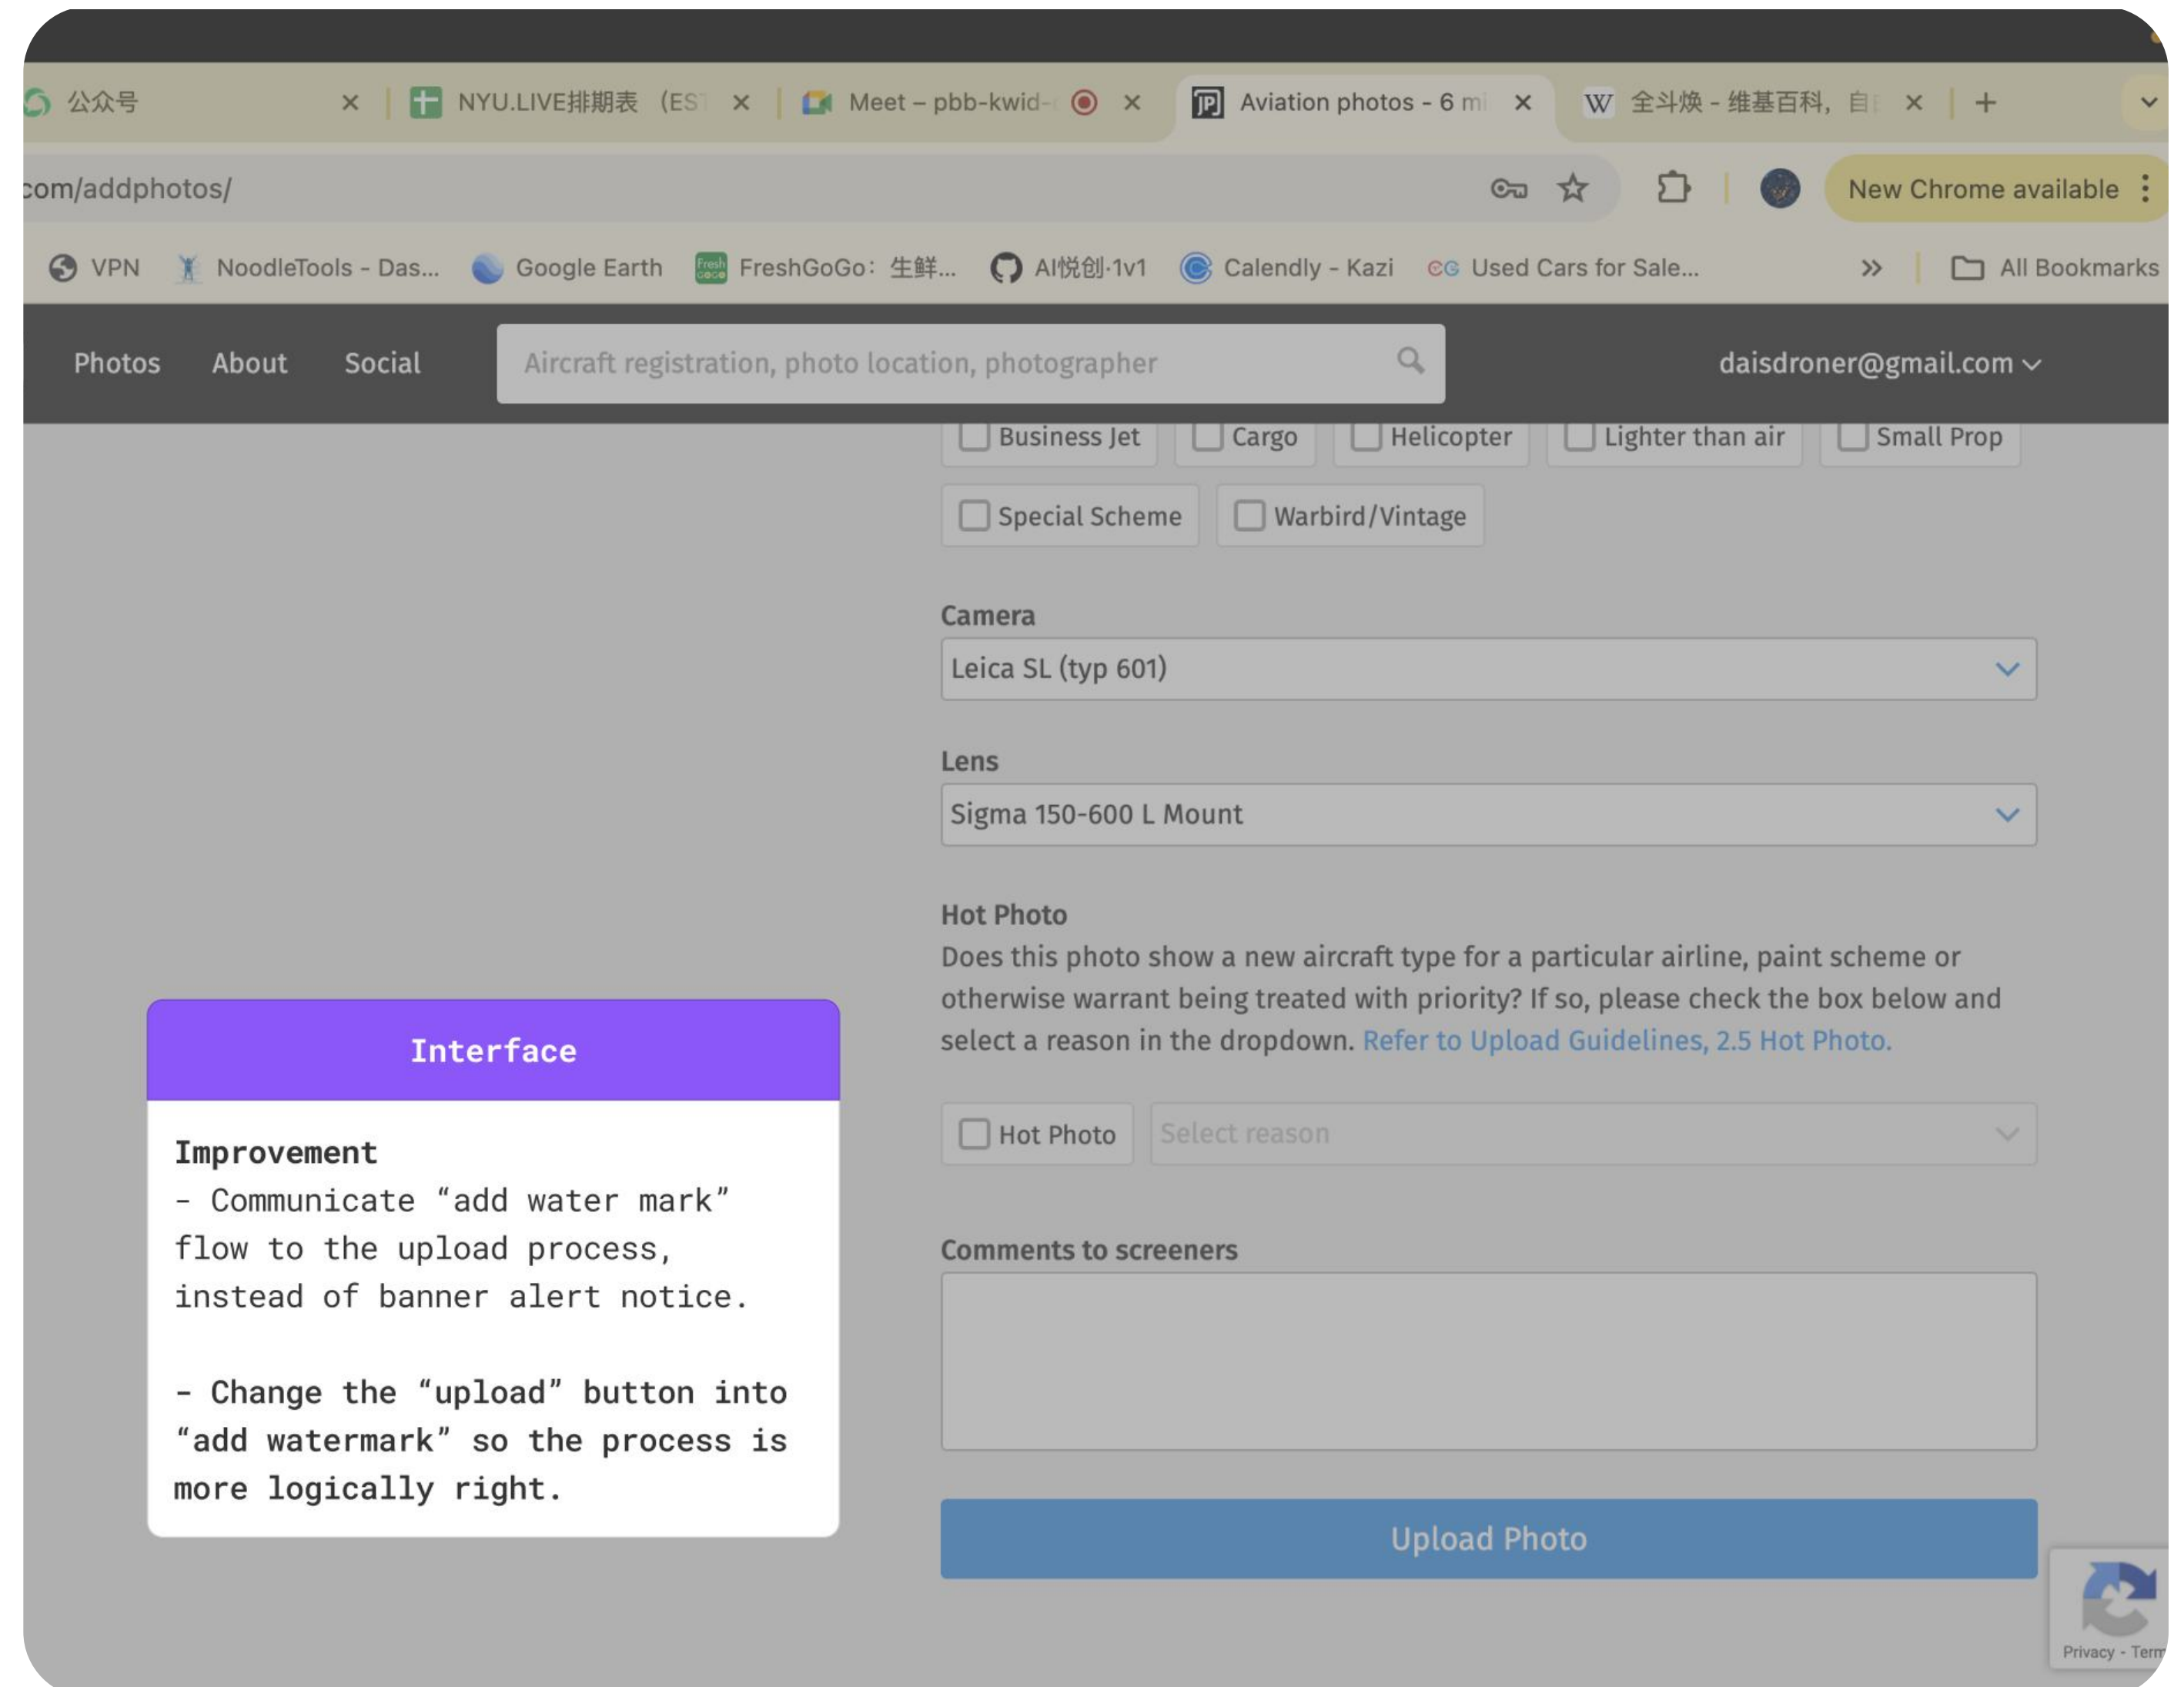 公众号
NYU.LIVE排期表 （EST
Meet – pbb-kwid-
Aviation photos - 6 mi
W 全斗焕 - 维基百科，自
com/addphotos/
New Chrome available
VPN
NoodleTools - Das...
Google Earth
Fresh GoGo
FreshGoGo：生鲜...
AI悦创·1v1
Calendly - Kazi
CG Used Cars for Sale...
All Bookmarks
Photos
About
Social
Aircraft registration, photo location, photographer
daisdroner@gmail.com
Business Jet
Cargo
Helicopter
Lighter than air
Small Prop
Special Scheme
Warbird/Vintage
Camera
Leica SL (typ 601)
Lens
Sigma 150-600 L Mount
Hot Photo
Does this photo show a new aircraft type for a particular airline, paint scheme or
otherwise warrant being treated with priority? If so, please check the box below and
select a reason in the dropdown. Refer to Upload Guidelines, 2.5 Hot Photo.
Hot Photo
Select reason
Comments to screeners
Upload Photo
Privacy - Term
Interface
Improvement
- Communicate “add water mark”
flow to the upload process,
instead of banner alert notice.
- Change the “upload” button into
“add watermark” so the process is
more logically right.